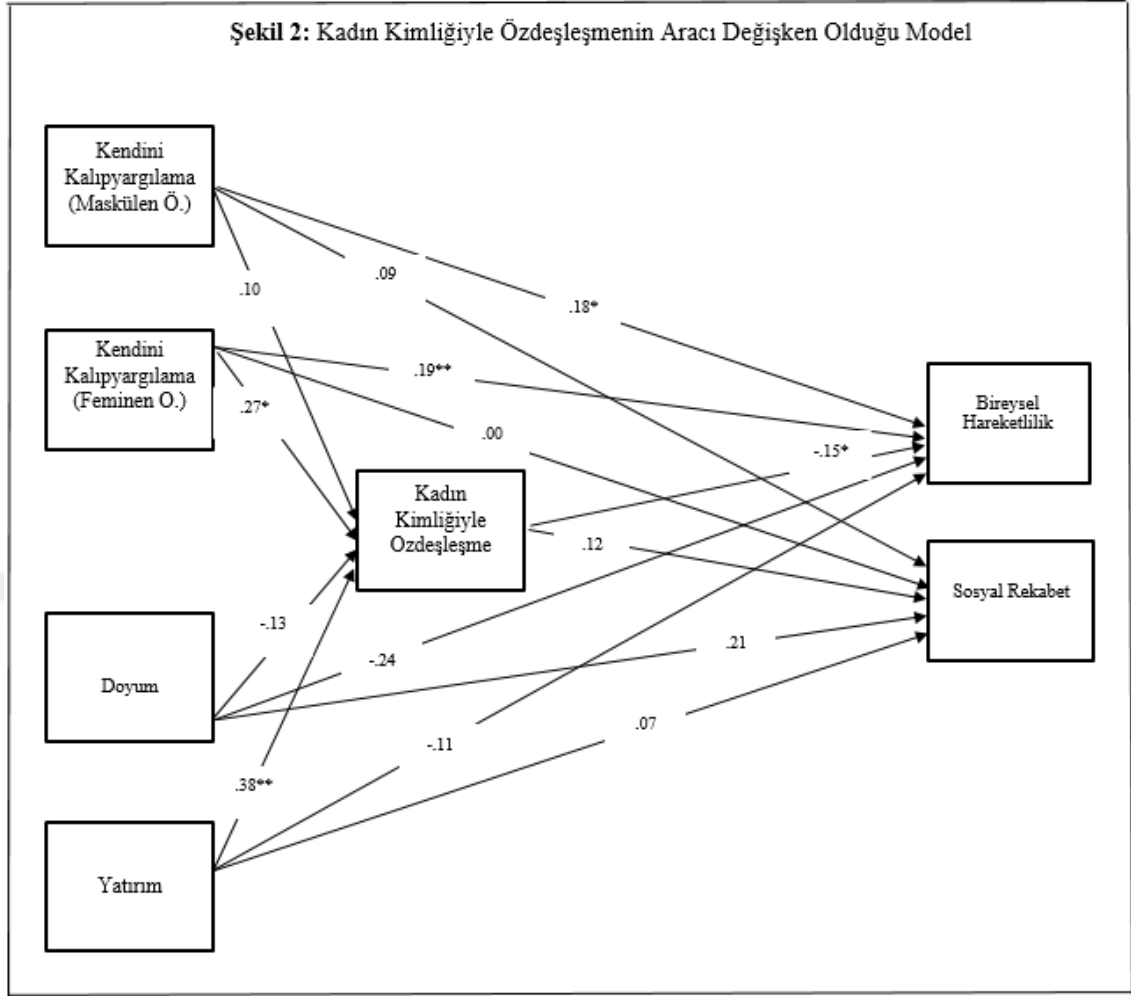 Şekil 2: Kadın Kimliğiyle Özdeşleşmenin Aracı Değişken Olduğu Model
Kendini
Kalıpyargılama
(Maskülen Ö.)
.10
.09
.18*
Kendini
Kalıpyargılama
(Feminen O.)
.27*
.19**
.00
-.15*
Bireysel
Hareketlilik
Kadın
Kimliğiyle
Ozdeşleşme
.12
Sosyal Rekabet
Doyum
-.13
-.24
.21
.38**
-.11
.07
Yatırım